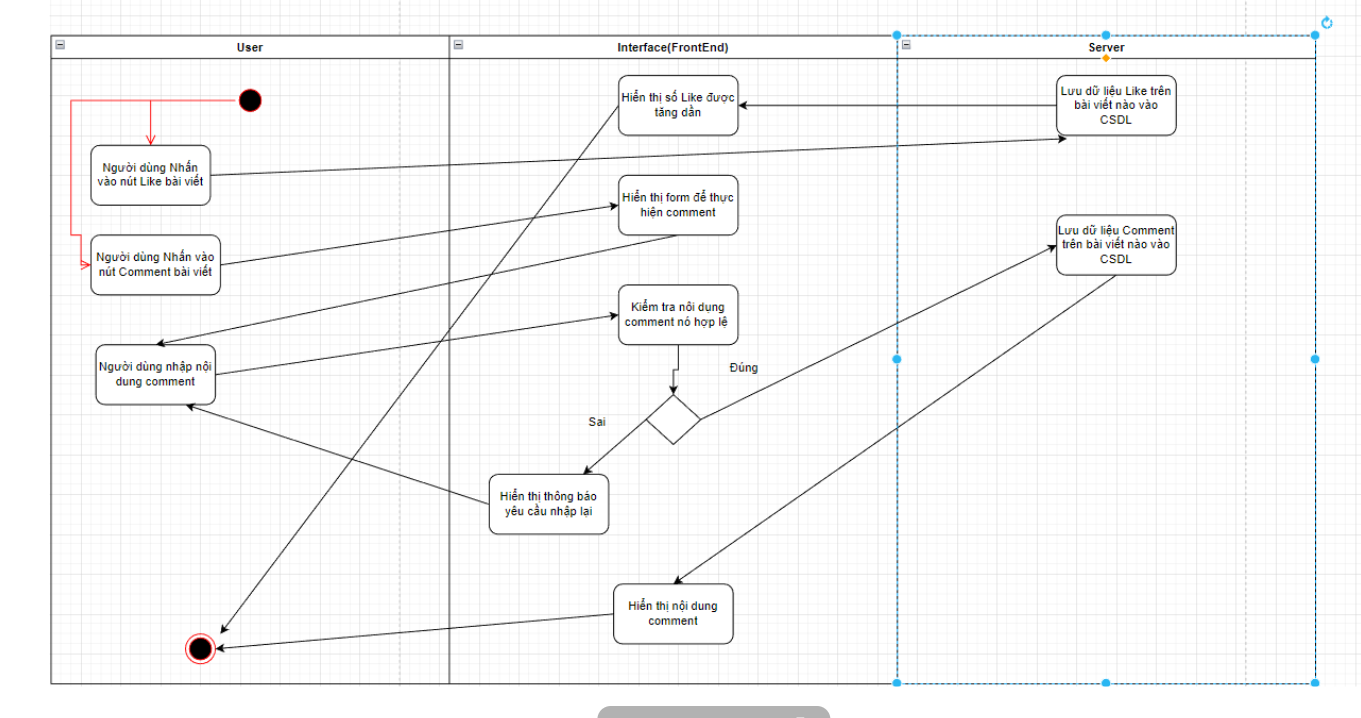 User
Interface(FrontEnd)
Server
Hiển thị số Like được
tăng dần
Lưu dữ liệu Like trên
bài viết nào vào
CSDL
Người dùng Nhấn
vào nút Like bài viết
Hiển thị form để thực
hiện comment
Người dùng Nhấn vào
nút Comment bài viết
Lưu dữ liệu Comment
trên bài viết nào vào
CSDL
Kiểm tra nôi dụng
comment nó hợp lệ
Người dùng nhập nội
dung comment
Đúng
Sai
Hiển thị thông báo
yêu cầu nhập lại
Hiển thị nội dung
comment